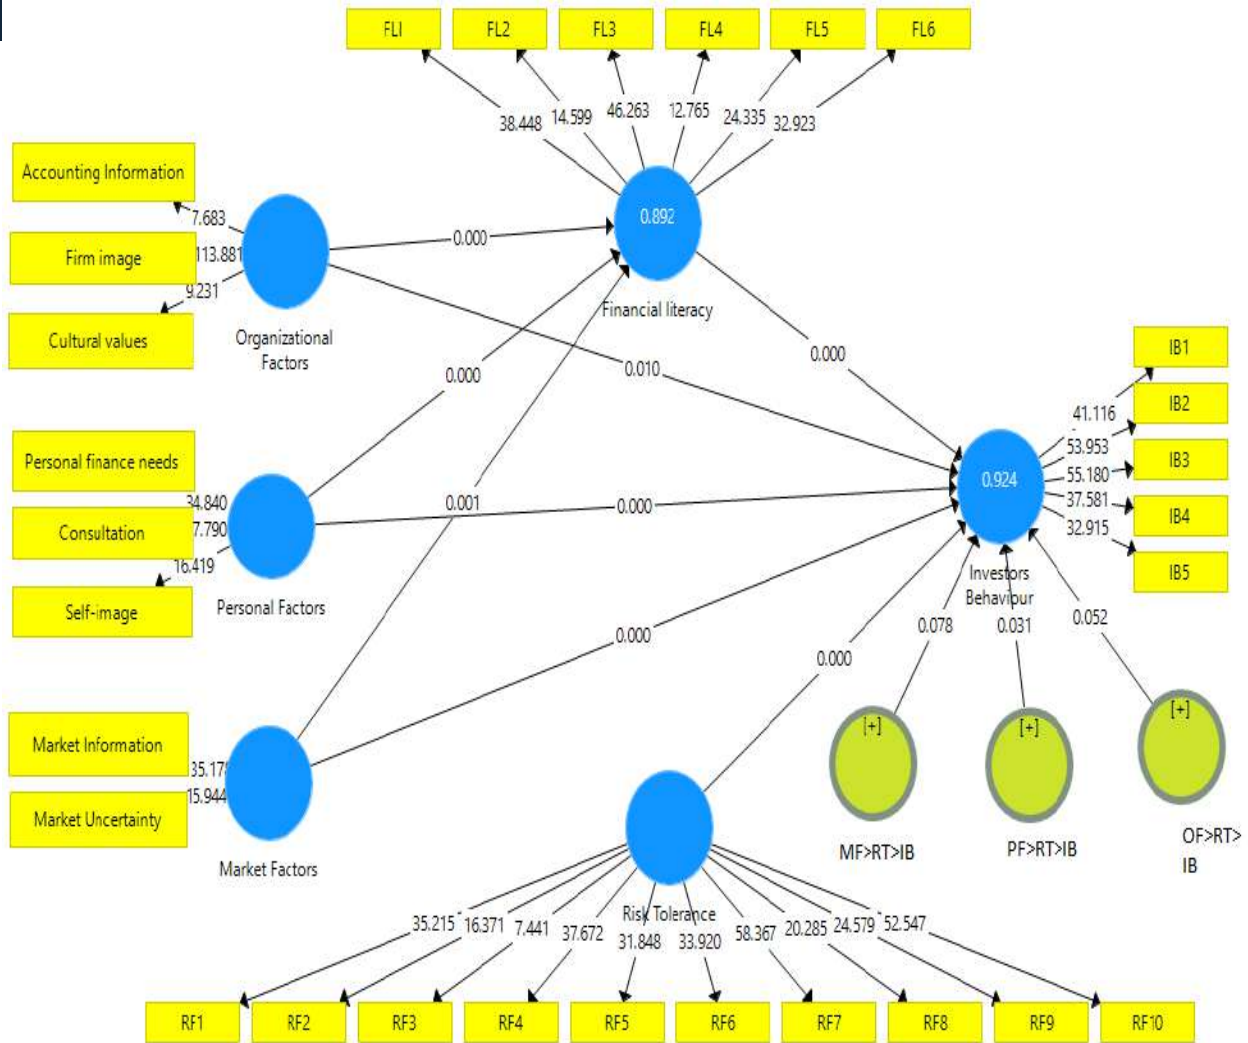 FLI FL2 FL3 FL4 FL5 FL6
38.448 14.599 46.263 12.765 24.335 32.923
Accounting Information
7.683
Firm image
113.881
9.231
Cultural values
Organizational
Factors
0.892
Financial literacy
0.000
0.010
0.000
0.000
IB1
IB2
IB3
IB4
IB5
41.116
53.953
55.180
37.581
32.915
0.924
Investors
Behaviour
Personal finance needs
34.840
Consultation
7.790
16.419
Self-image
Personal Factors
0.001
0.000
0.000
0.000
0.078 0.031 0.052
[+] [+] [+]
MF>RT>IB PF>RT>IB OF>RT>
IB
Market Information
35.17
15.944
Market Uncertainty
Market Factors
Risk Tolerance
35.215 16.371 7.441 37.672 31.848 33.920 58.367 20.285 24.579 52.547
RF1 RF2 RF3 RF4 RF5 RF6 RF7 RF8 RF9 RF10